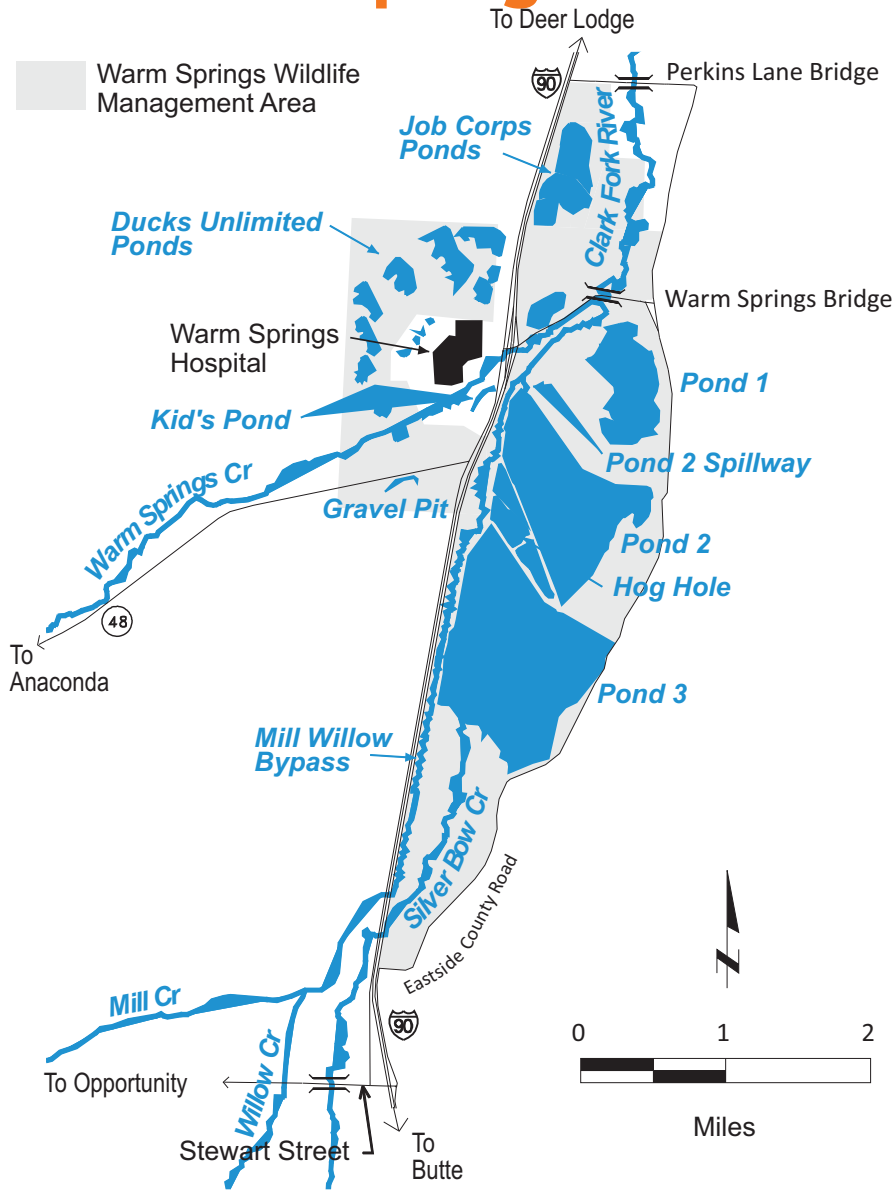 To Deer Lodge
Warm Springs Wildlife
Management Area
90
Perkins Lane Bridge
Job Corps
Ponds
Clark Fork River
Ducks Unlimited
Ponds
Warm Springs Bridge
Warm Springs
Hospital
Pond 1
Kid's Pond
Pond 2 Spillway
Warm Springs Cr
Gravel Pit
Pond 2
Hog Hole
48
To
Anaconda
Pond 3
Mill Willow
Bypass
Silver Bow Cr
Eastside County Road
N
Mill Cr
90
0 1 2
Miles
To Opportunity
Willow Cr
Stewart Street
To
Butte